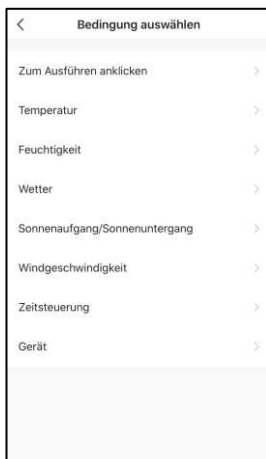 Bedingung auswählen
Zum Ausführen anklicken
Temperatur
Feuchtigkeit
Wetter
Sonnenaufgang/Sonnenuntergang
Windgeschwindigkeit
Zeitsteuerung
Gerät